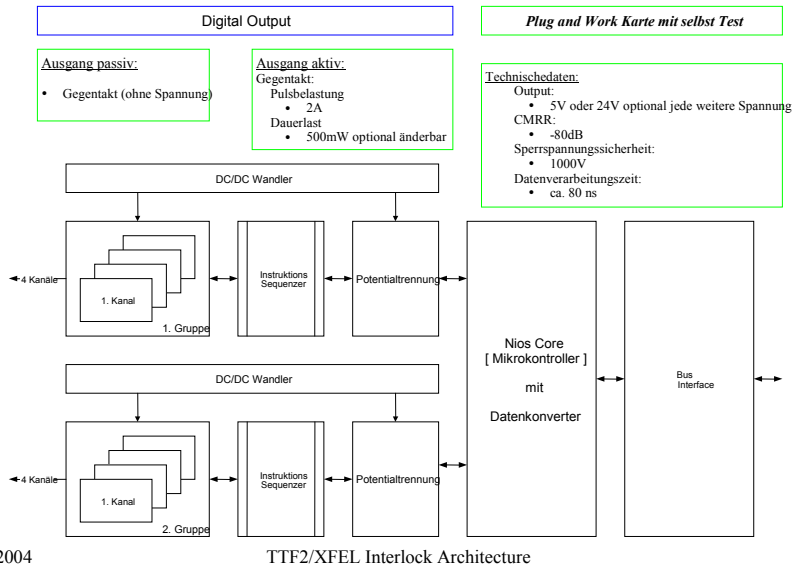 Digital Output
Plug and Work Karte mit selbst Test
Ausgang passiv:
• Gegentakt (ohne Spannung)
Ausgang aktiv:
Gegentakt:
Pulsbelastung
• 2A
Dauerlast
• 500mW optional änderbar
Technischedaten:
Output:
• 5V oder 24V optional jede weitere Spannung
CMRR:
• -80dB
Sperrspannungssicherheit:
• 1000V
Datenverarbeitungszeit:
• ca. 80 ns
DC/DC Wandler
4 Kanäle
1. Kanal
1. Gruppe
Instruktions
Sequenzer
Potentialtrennung
DC/DC Wandler
4 Kanäle
1. Kanal
2. Gruppe
Instruktions
Sequenzer
Potentialtrennung
Nios Core
[ Mikrokontroller ]
mit
Datenkonverter
Bus
Interface
2004
TTF2/XFEL Interlock Architecture